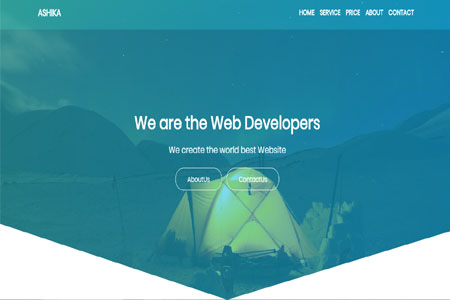 ASHIKA
HOME SERVICE PRICE ABOUT CONTACT
We are the Web Developers
We create the world best Website
AboutUs ContactUs